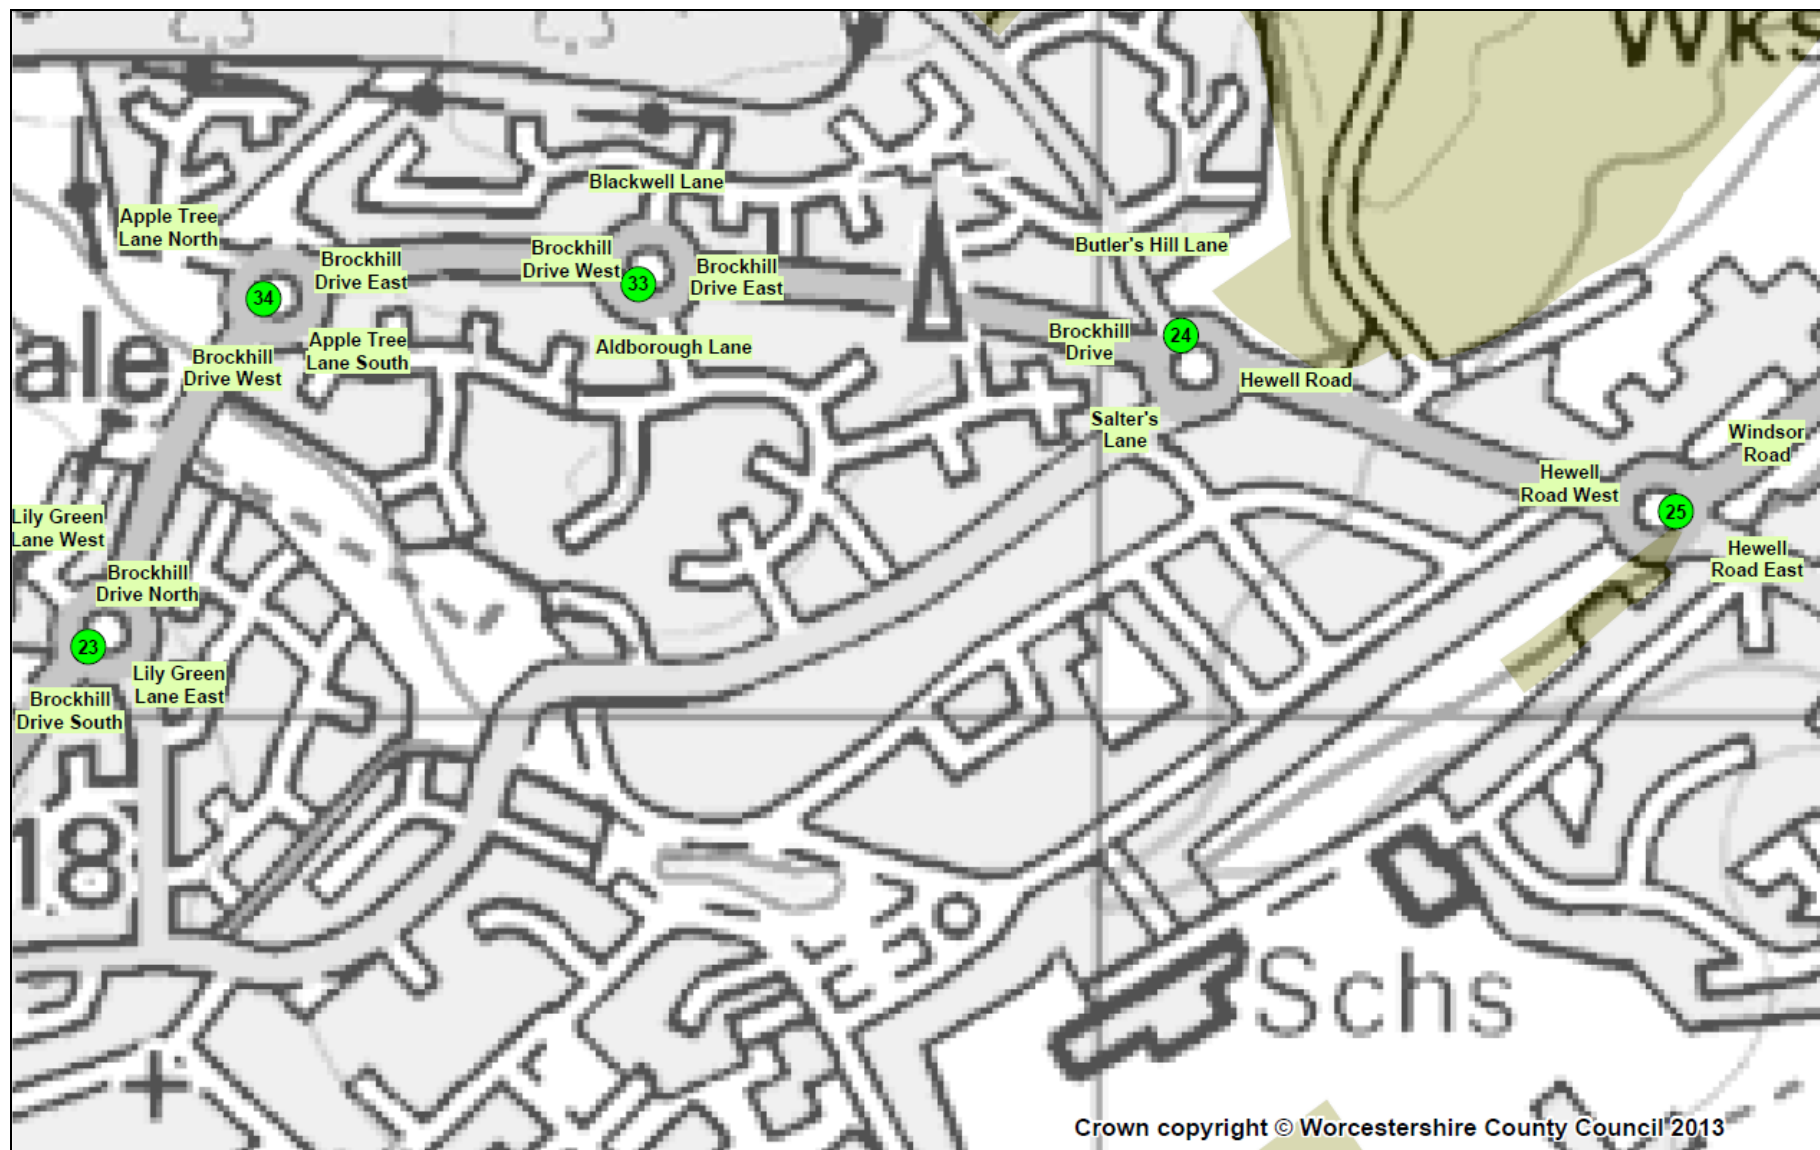 Wks
Blackwell Lane
Apple Tree
Lane North
Brockhill
Drive East
Brockhill
Drive West
Brockhill
Drive East
Butler's Hill Lane
34
33
24
Apple Tree
Lane South
Aldborough Lane
Brockhill
Drive
Brockhill
Drive West
ale
Hewell Road
Salter's
Lane
Windsor
Road
Hewell
Road West
25
Lily Green
Lane West
Hewell
Road East
Brockhill
Drive North
23
Lily Green
Lane East
Brockhill
Drive South
18
Schs
Crown copyright © Worcestershire County Council 2013